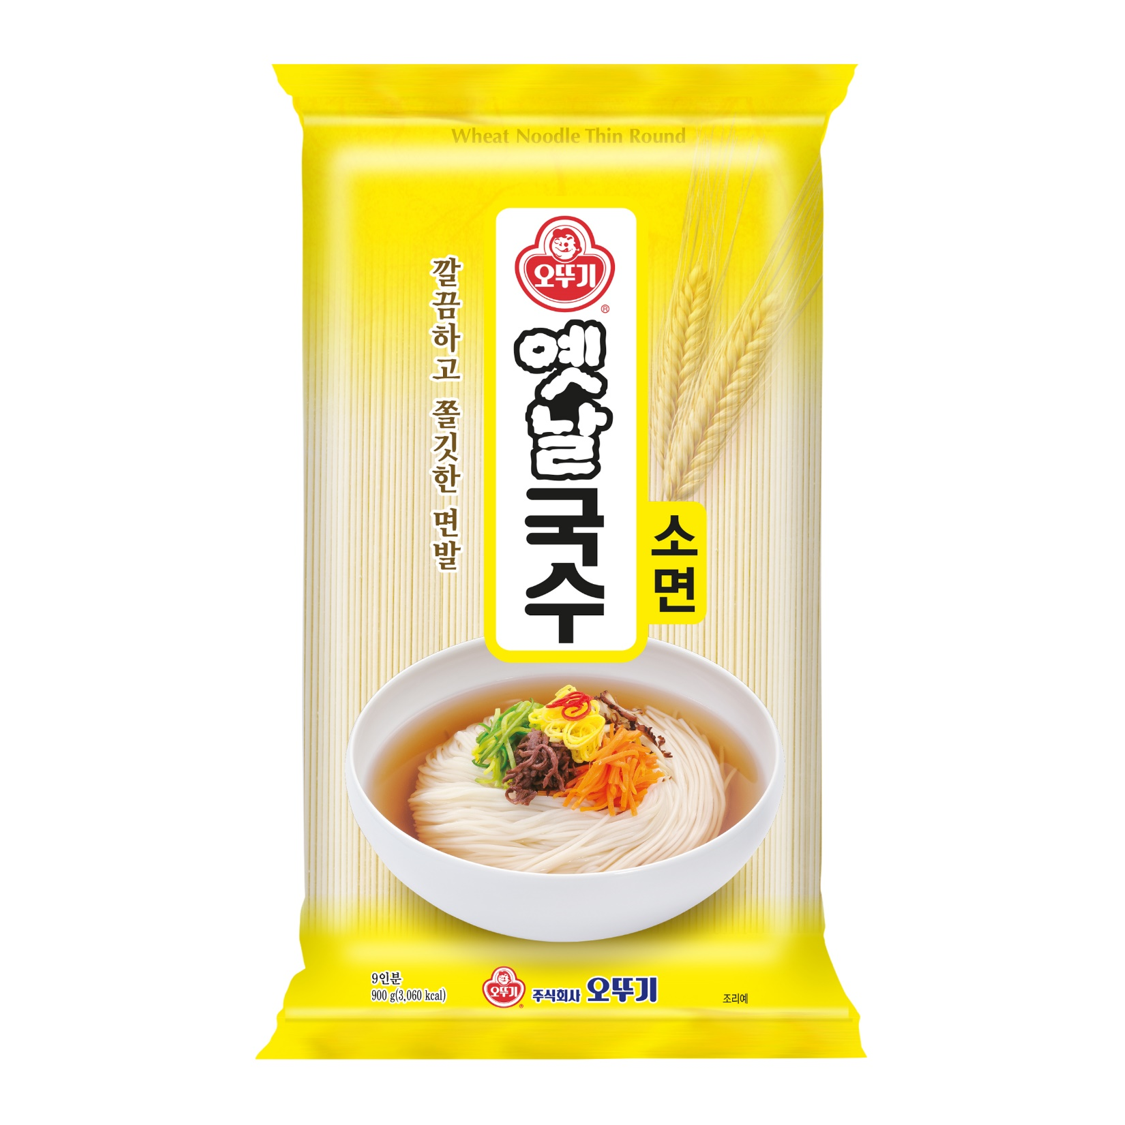 Wheat Noodle Thin Round
오뚜기
®
옛날
국수
소면
깔끔하고 쫄깃한 면발
9인분
900 g(3,060 kcal)
오뚜기
®
주식회사 오뚜기
조리예